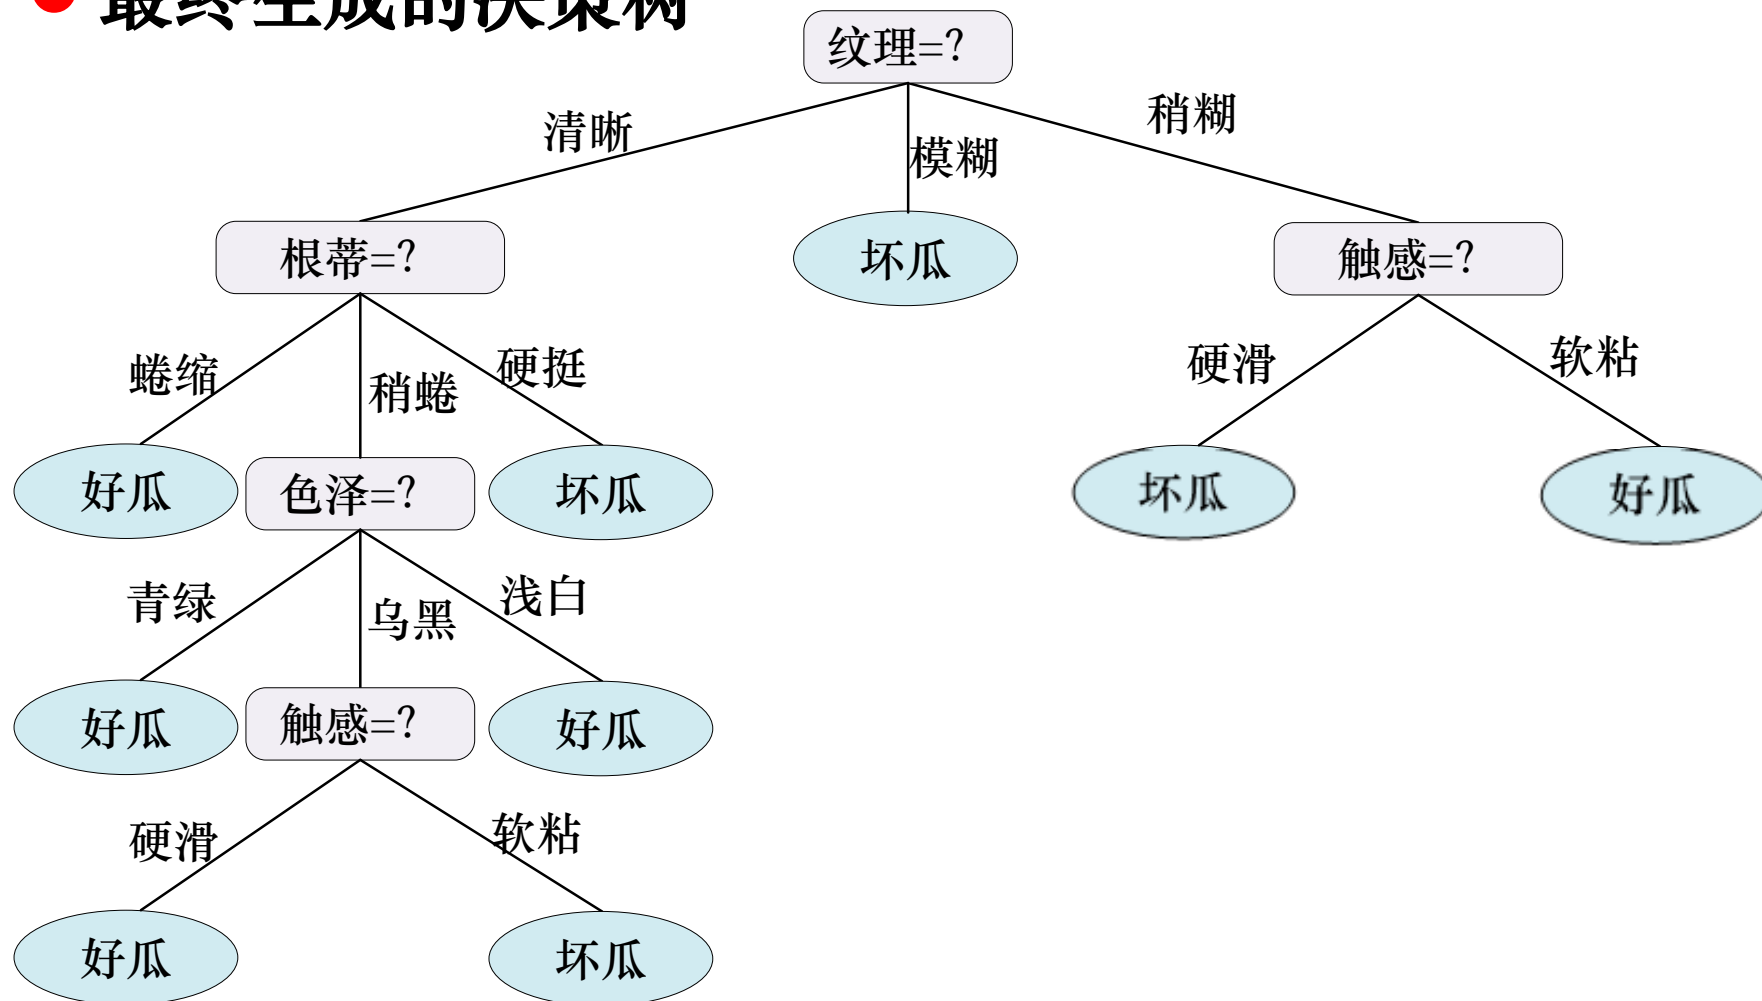 最终生成的决策树
纹理=?
清晰
模糊
稍糊
根蒂=?
坏瓜
触感=?
蜷缩
稍蜷
硬挺
硬滑
软粘
好瓜
色泽=?
坏瓜
坏瓜
好瓜
青绿
乌黑
浅白
好瓜
触感=?
好瓜
硬滑
软粘
好瓜
坏瓜